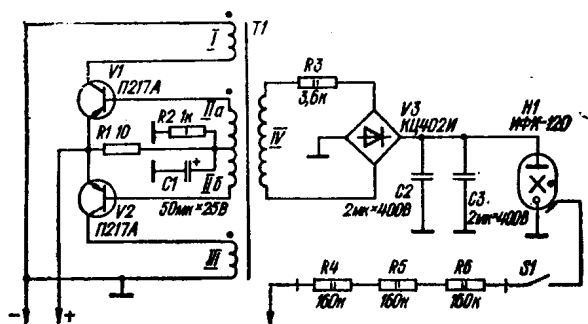 I
T1
V1
П217А
R3
3,6к
R2 1к
IIа
IV
V3
КЦ402И
H1
ИФК-120
R1 10
C1
+
IIб
C2
2мк×400В
C3
2мк×400В
50мк×25В
V2
П217А
III
R4
160к
R5
160к
R6
160к
S1
− +